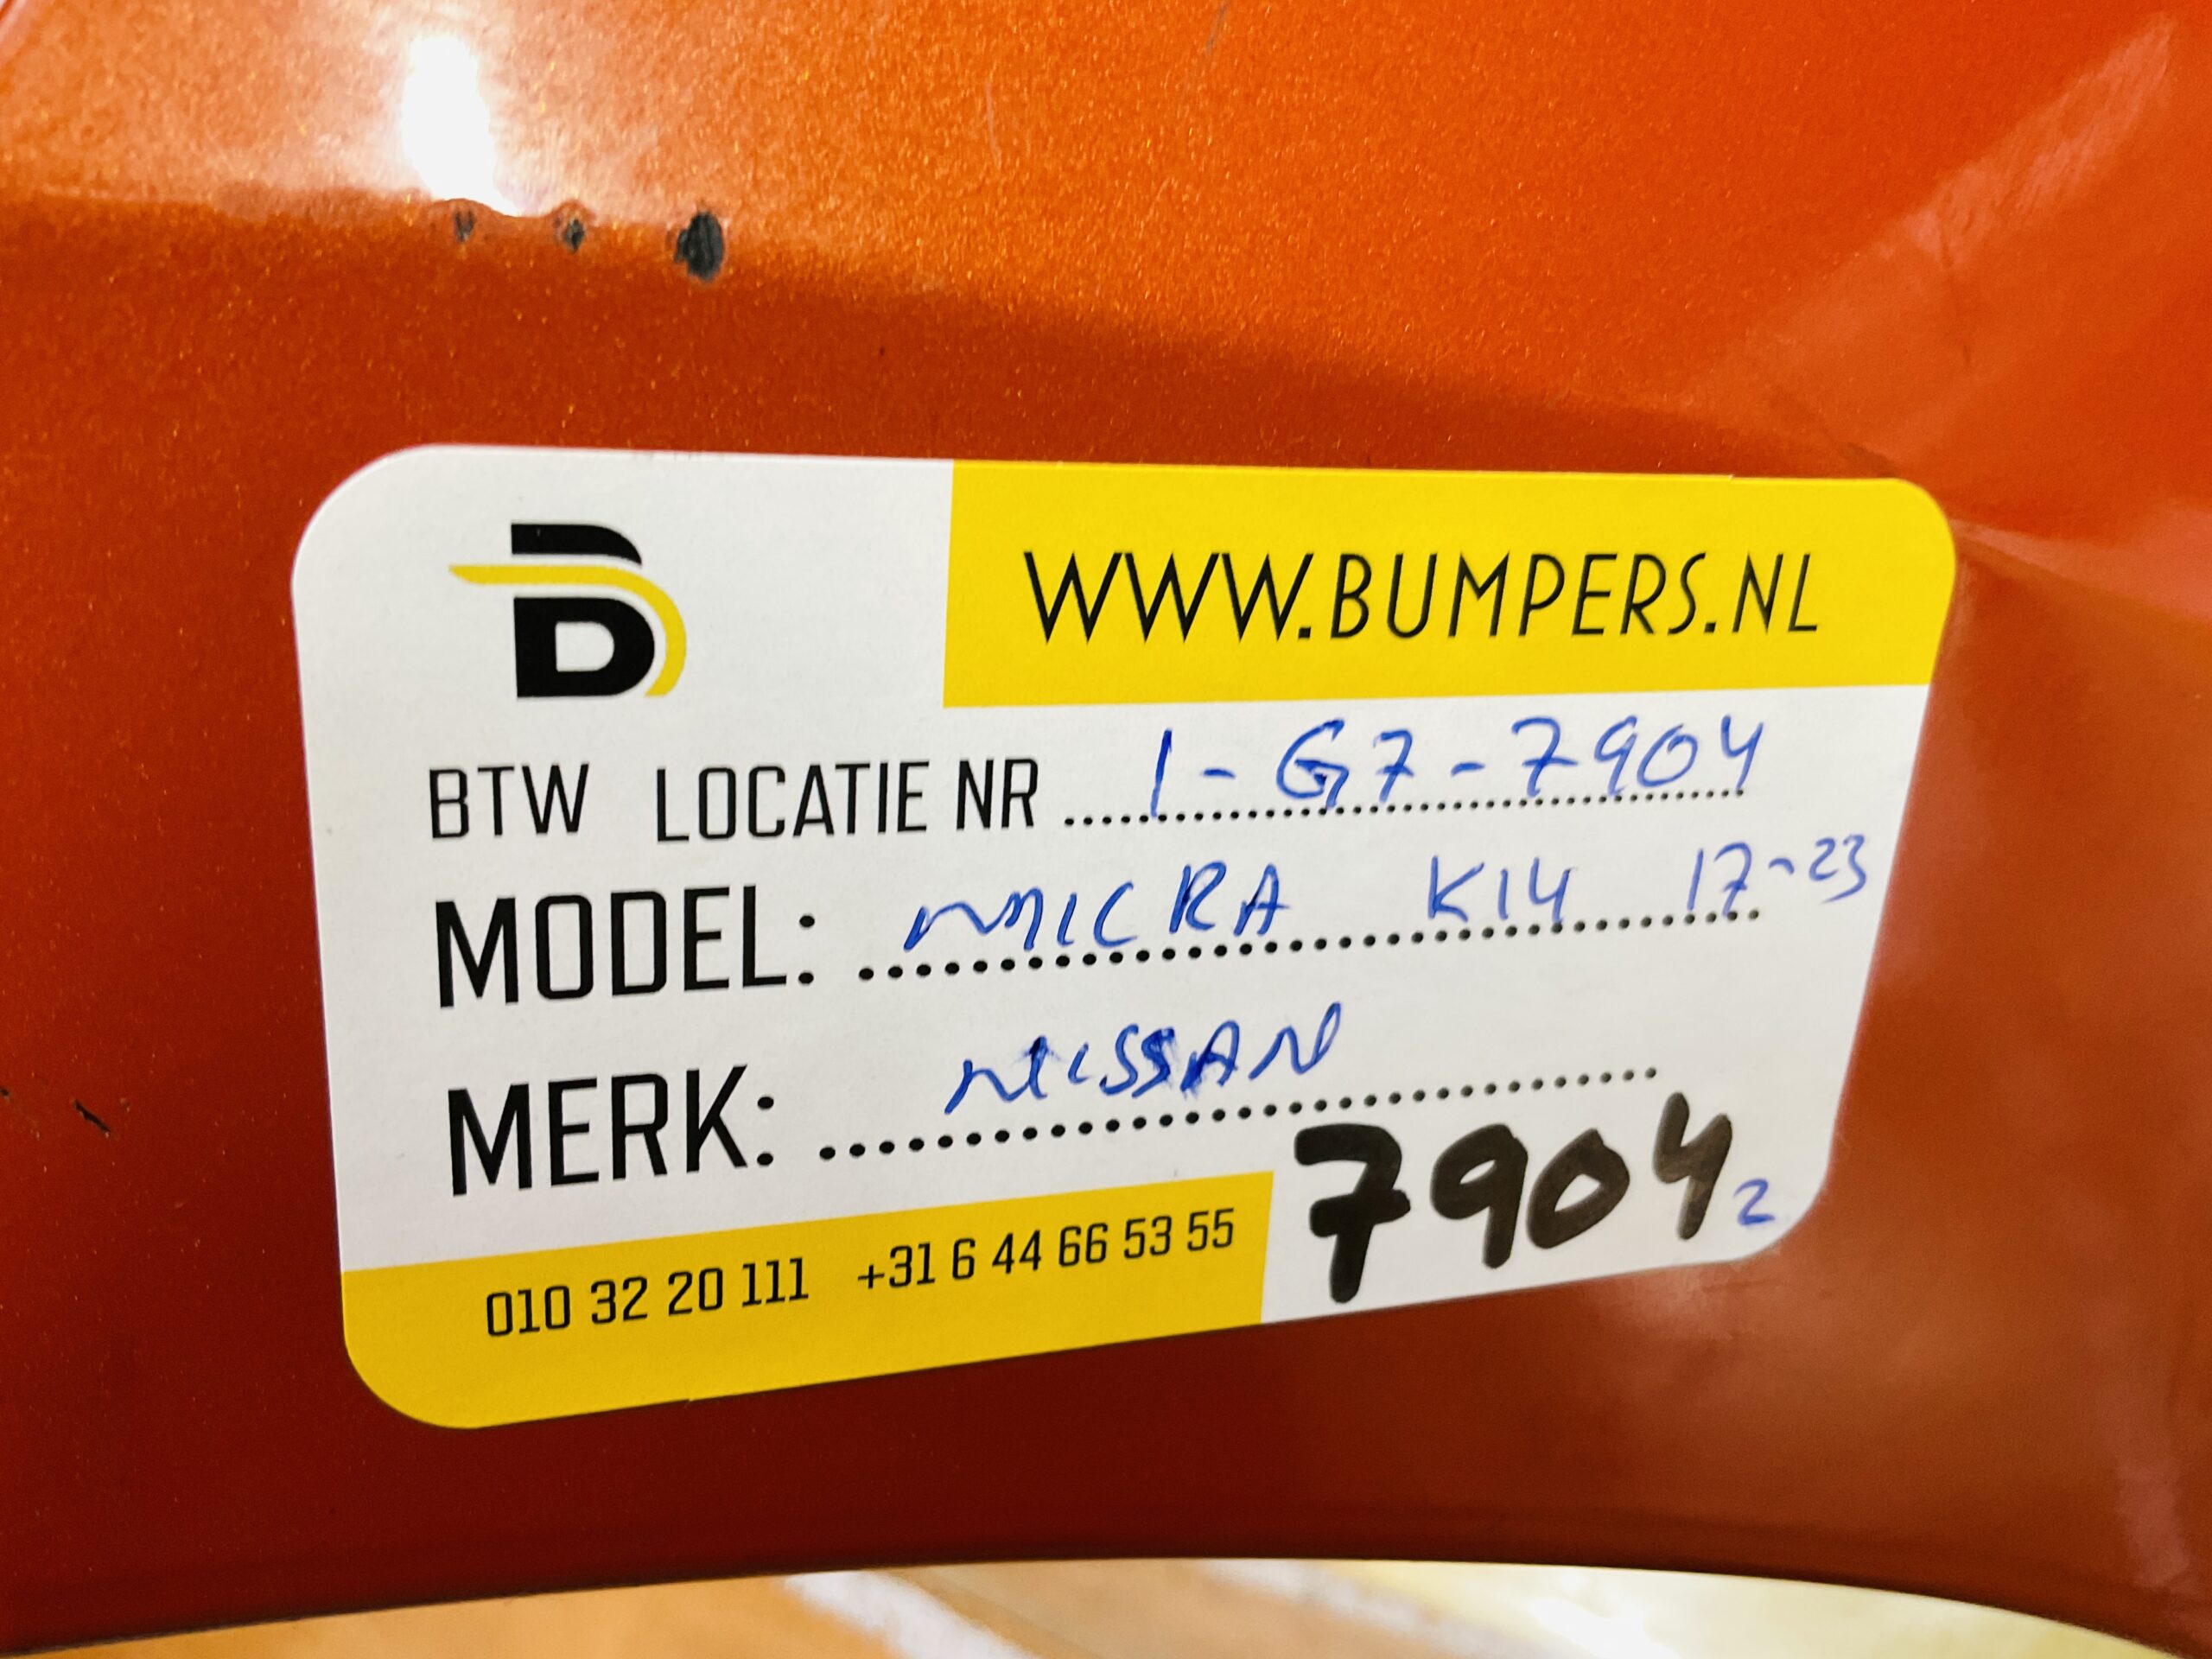 WWW.BUMPERS.NL
BTW LOCATIE NR 1-G7-7904
MODEL: MICRA K14 17-23
MERK: NISSAN
7904 2
010 32 20 111 +31 6 44 66 53 55